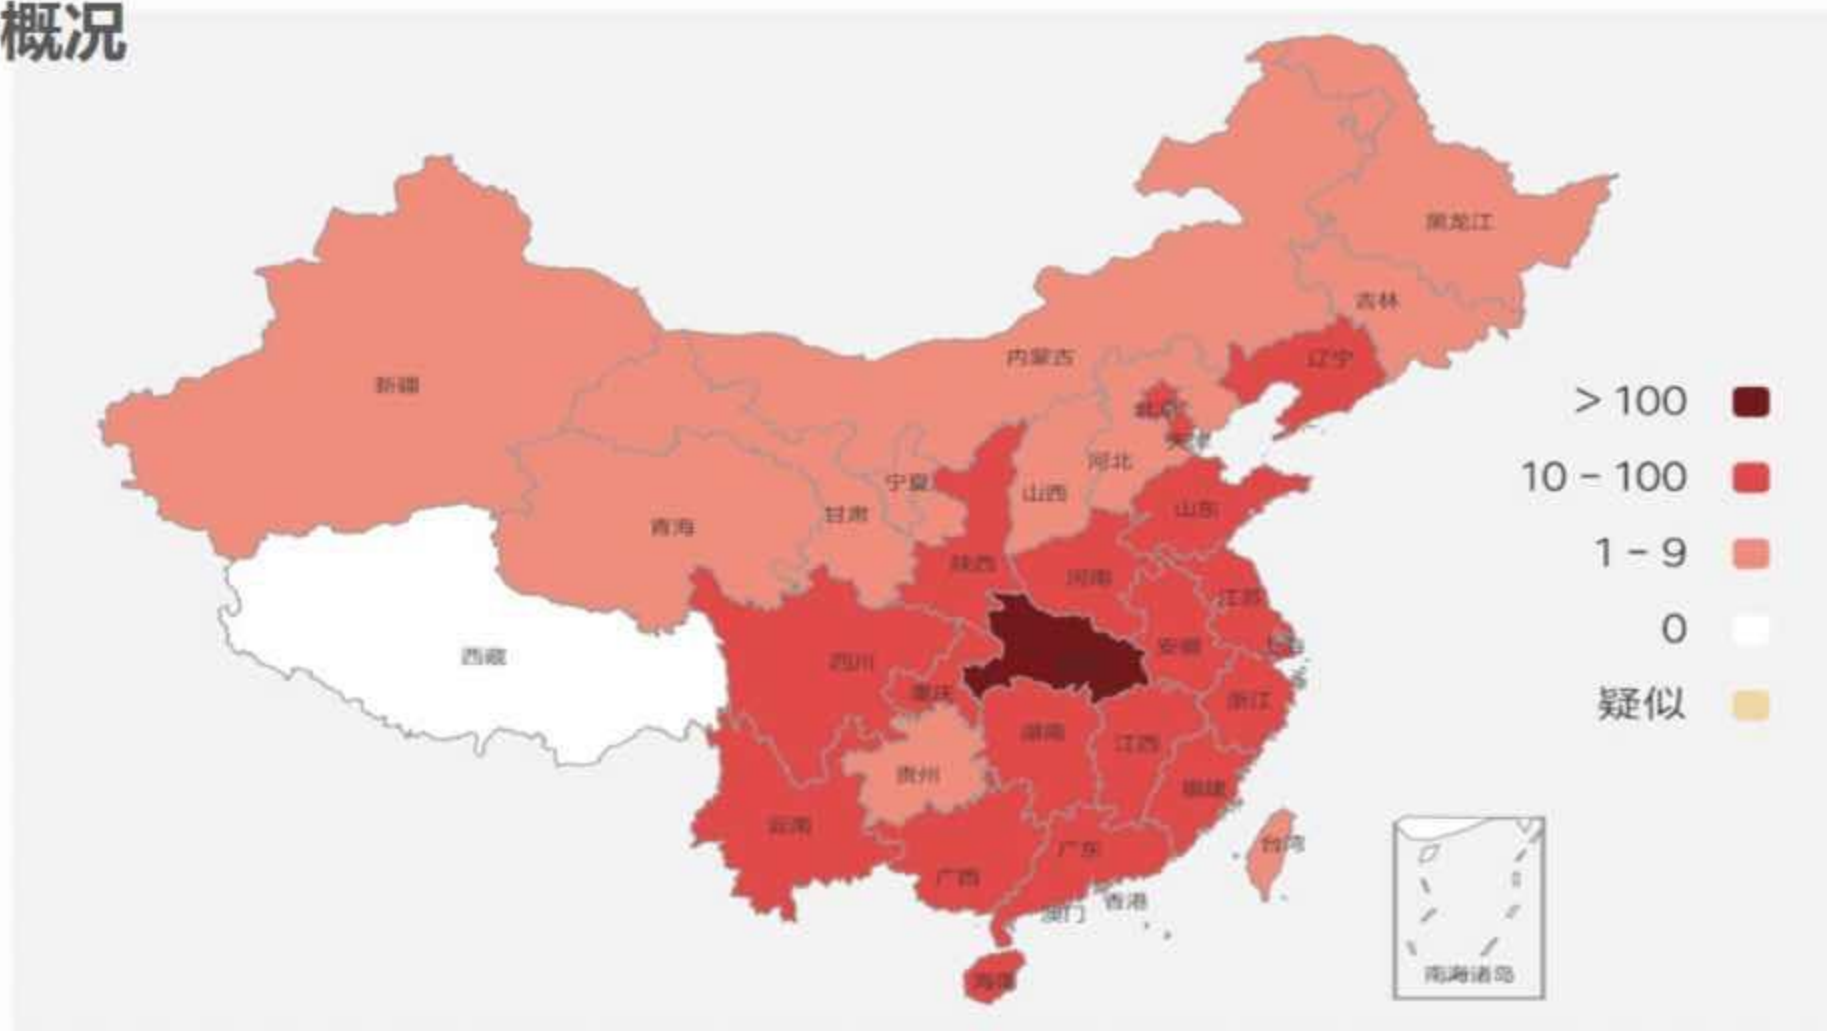 概况
黑龙江
吉林
辽宁
内蒙古
新疆
北京
天津
河北
山西
宁夏
甘肃
青海
山东
陕西
河南
江苏
安徽
上海
西藏
四川
重庆
浙江
湖南
江西
贵州
福建
云南
广东
广西
台湾
香港
澳门
海南
南海诸岛
> 100
10 - 100
1 - 9
0
疑似